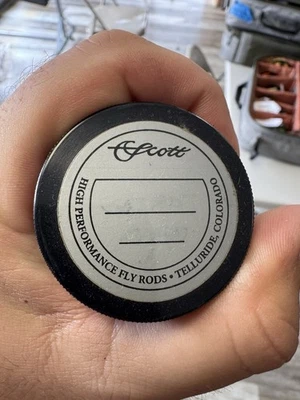 Scott
HIGH PERFORMANCE FLY RODS • TELLURIDE, COLORADO